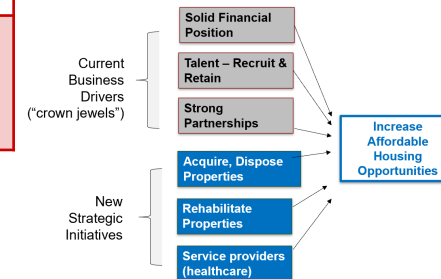 Current
Business
Drivers
(“crown jewels”)
Solid Financial
Position
Talent – Recruit &
Retain
Strong
Partnerships
New
Strategic
Initiatives
Acquire, Dispose
Properties
Rehabilitate
Properties
Service providers
(healthcare)
Increase
Affordable
Housing
Opportunities